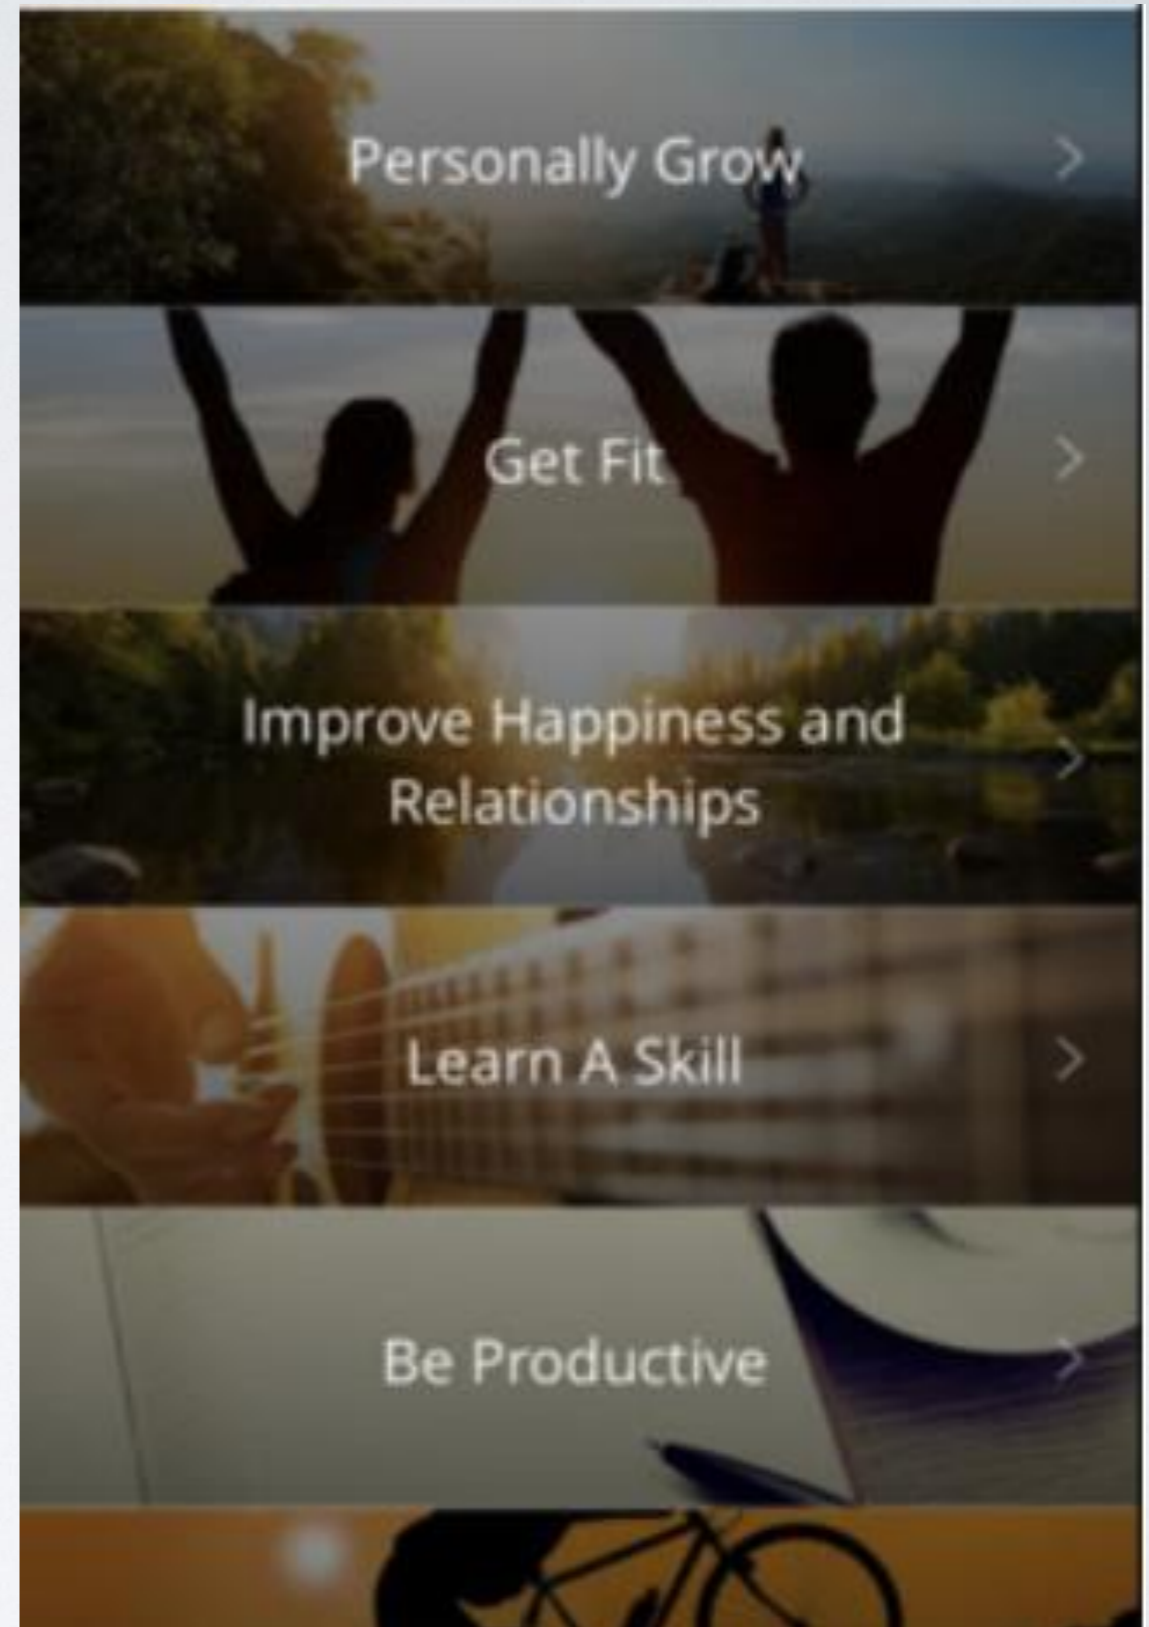 Personally Grow
Get Fit
Improve Happiness and
Relationships
Learn A Skill
Be Productive